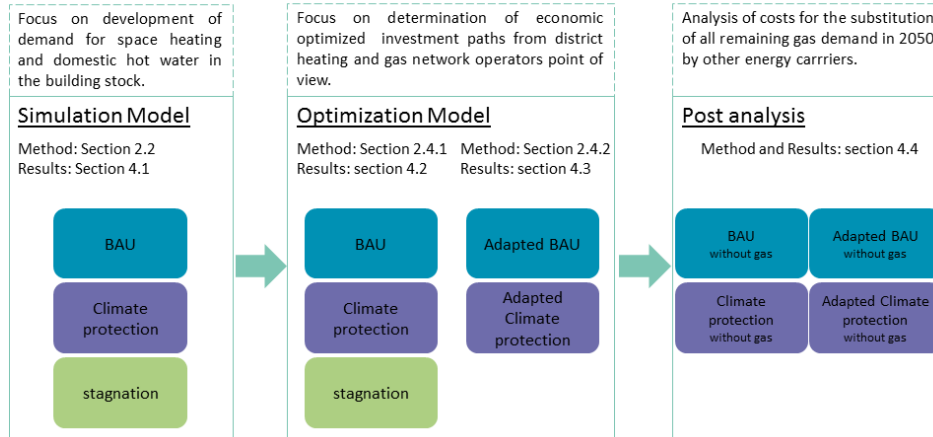 Focus on development of
demand for space heating
and domestic hot water in
the building stock.
Simulation Model
Method: Section 2.2
Results: Section 4.1
BAU
Climate
protection
stagnation
Focus on determination of economic
optimized investment paths from district
heating and gas network operators point of
view.
Optimization Model
Method: Section 2.4.1
Results: section 4.2
Method: Section 2.4.2
Results: section 4.3
BAU
Climate
protection
stagnation
Adapted BAU
Adapted
Climate
protection
Analysis of costs for the substitution
of all remaining gas demand in 2050
by other energy carrriers.
Post analysis
Method and Results: section 4.4
BAU
without gas
Adapted BAU
without gas
Climate
protection
without gas
Adapted Climate
protection
without gas